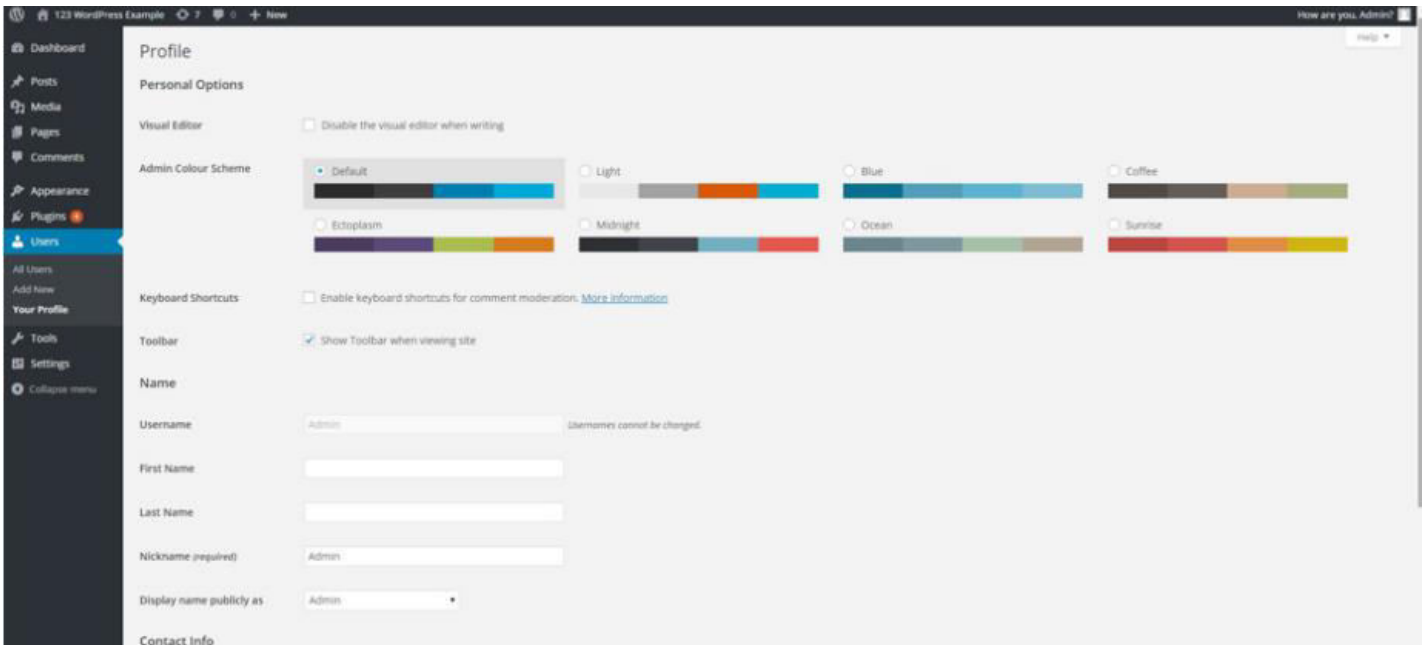 123 WordPress Example 7 0 + New How are you, Admin?
Help
Dashboard
Posts
Media
Pages
Comments
Appearance
Plugins
Users
All Users
Add New
Your Profile
Tools
Settings
Collapse menu
Profile
Personal Options
Visual Editor Disable the visual editor when writing
Admin Colour Scheme Default Light Blue Coffee
Ectoplasm Midnight Ocean Sunrise
Keyboard Shortcuts Enable keyboard shortcuts for comment moderation. More information
Toolbar Show Toolbar when viewing site
Name
Username Admin Usernames cannot be changed.
First Name
Last Name
Nickname (required) Admin
Display name publicly as Admin
Contact Info